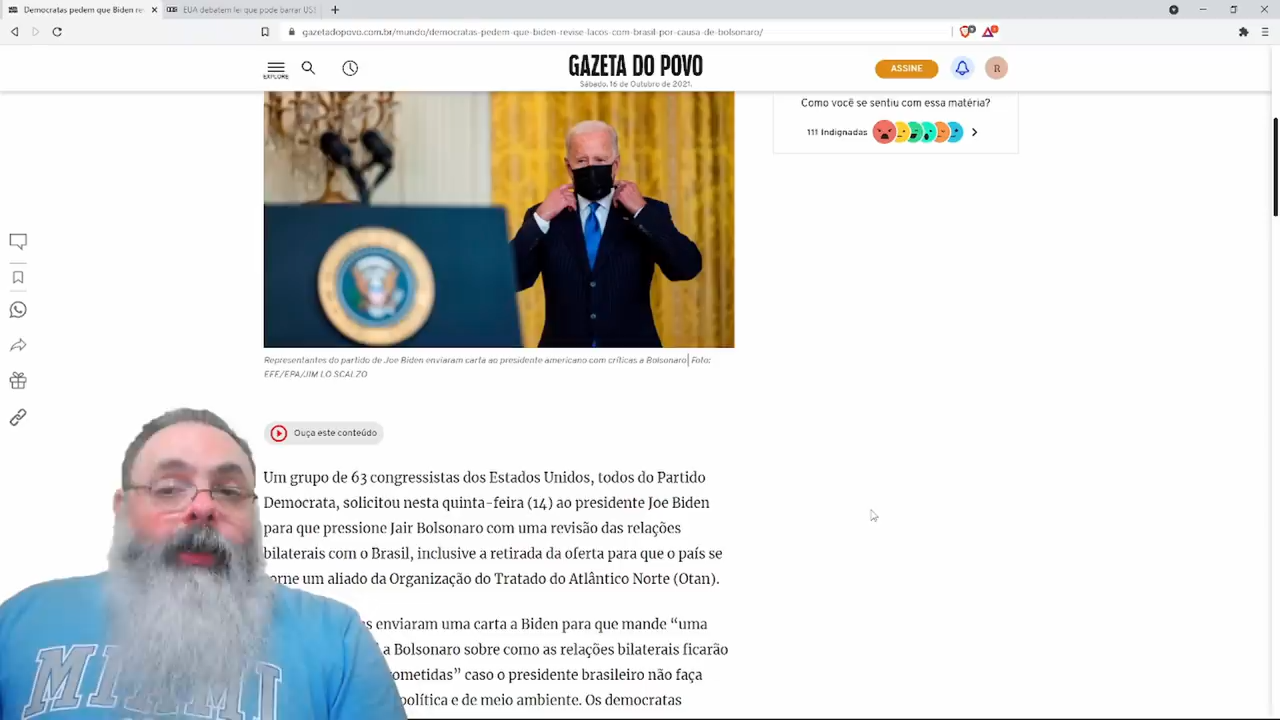 Democratas pedem que Biden re
EUA debatem lei que pode barrar US
gazetadopovo.com.br/mundo/democratas-pedem-que-biden-revise-lacos-com-brasil-por-causa-de-bolsonaro/
EXPLORE
GAZETA DO POVO
Sábado, 16 de Outubro de 2021.
ASSINE
R
Como você se sentiu com essa matéria?
111 Indignadas
Representantes do partido de Joe Biden enviaram carta ao presidente americano com críticas a Bolsonaro| Foto:
EFE/EPA/JIM LO SCALZO
Ouça este conteúdo
Um grupo de 63 congressistas dos Estados Unidos, todos do Partido
Democrata, solicitou nesta quinta-feira (14) ao presidente Joe Biden
para que pressione Jair Bolsonaro com uma revisão das relações
bilaterais com o Brasil, inclusive a retirada da oferta para que o país se
orne um aliado da Organização do Tratado do Atlântico Norte (Otan).
enviaram uma carta a Biden para que mande “uma
a Bolsonaro sobre como as relações bilaterais ficarão
ometidas” caso o presidente brasileiro não faça
política e de meio ambiente. Os democratas